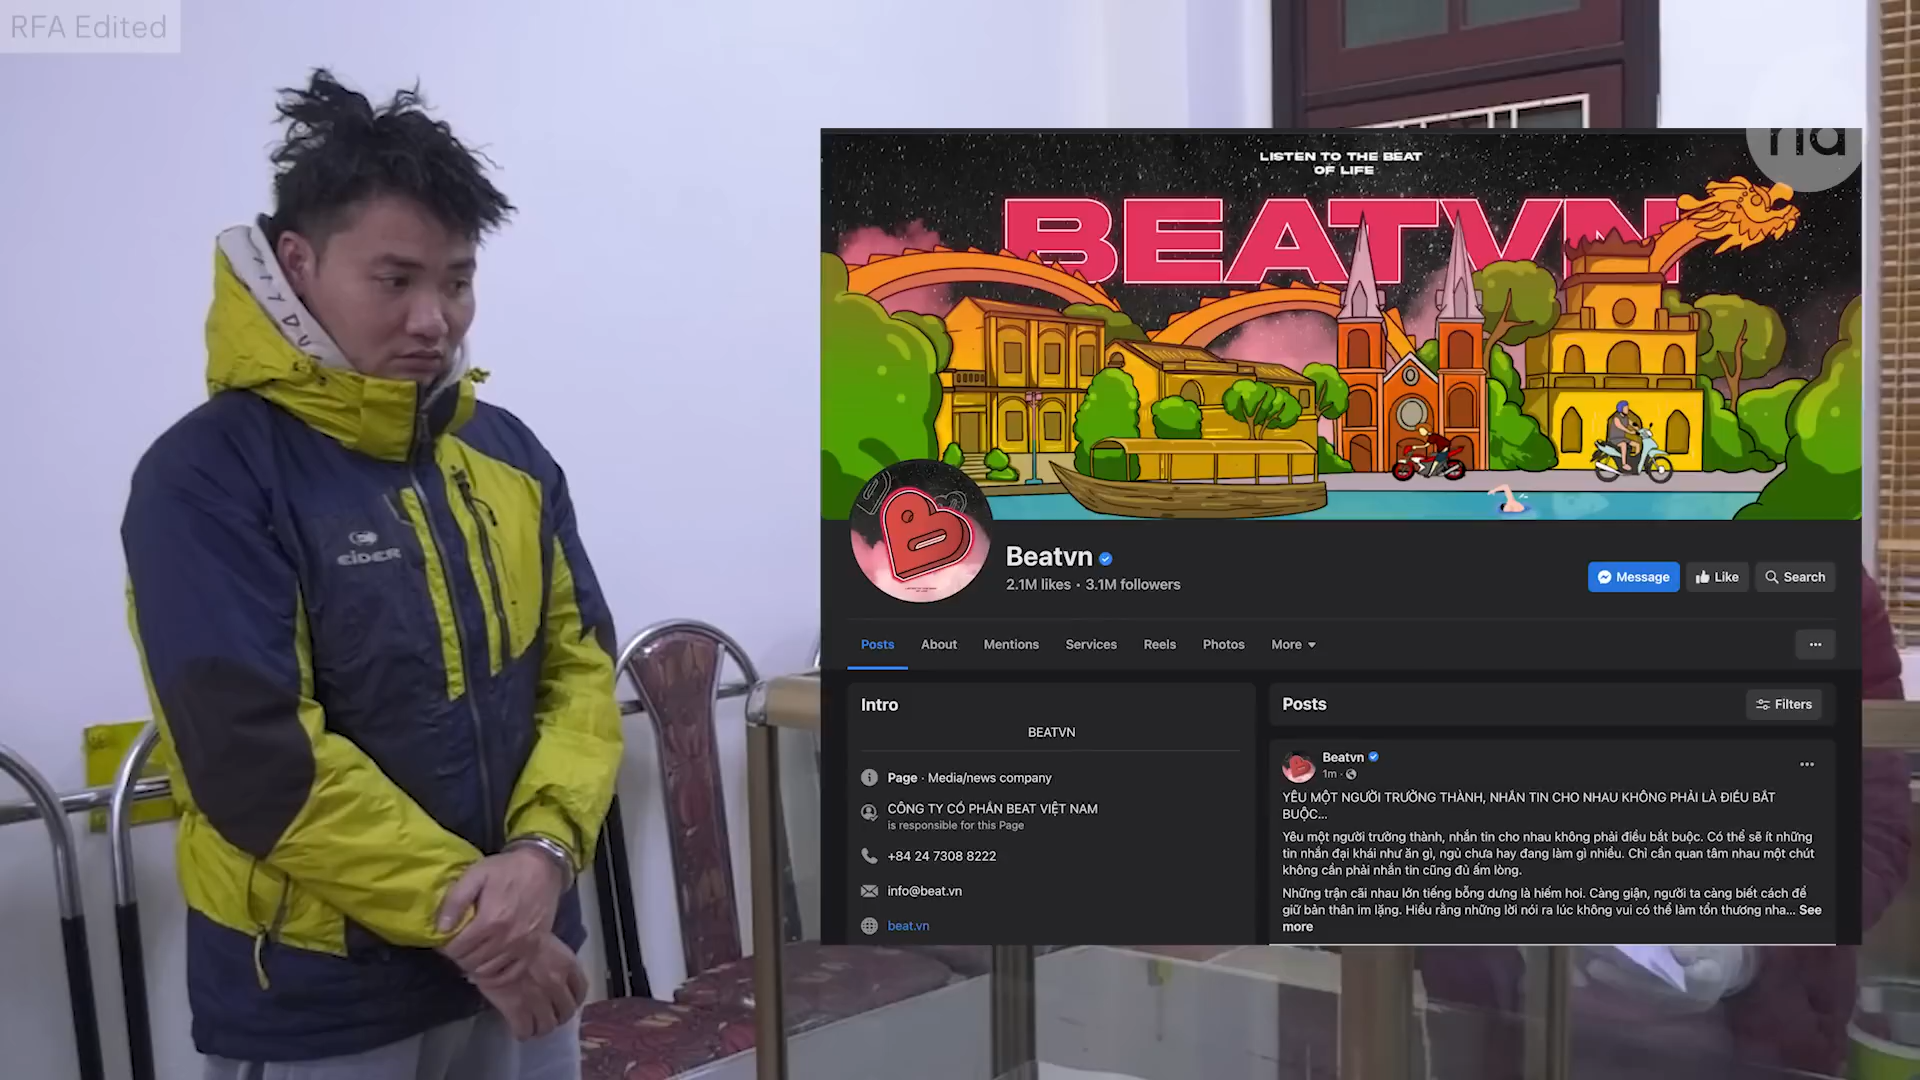 RFA Edited
LISTEN TO THE BEAT
OF LIFE
BEATVN
EIDER
Beatvn
2.1M likes · 3.1M followers
Message
Like
Search
Posts
About
Mentions
Services
Reels
Photos
More
Intro
BEATVN
Page · Media/news company
CÔNG TY CỔ PHẦN BEAT VIỆT NAM
is responsible for this Page
+84 24 7308 8222
info@beat.vn
beat.vn
Posts
Filters
Beatvn
1m ·
YÊU MỘT NGƯỜI TRƯỞNG THÀNH, NHẮN TIN CHO NHAU KHÔNG PHẢI LÀ ĐIỀU BẮT
BUỘC...
Yêu một người trưởng thành, nhắn tin cho nhau không phải điều bắt buộc. Có thể sẽ ít những
tin nhắn đại khái như ăn gì, ngủ chưa hay đang làm gì nhiều. Chỉ cần quan tâm nhau một chút
không cần phải nhắn tin cũng đủ ấm lòng.
Những trận cãi nhau lớn tiếng bỗng dưng là hiếm hoi. Càng giận, người ta càng biết cách để
giữ bản thân im lặng. Hiểu rằng những lời nói ra lúc không vui có thể làm tổn thương nha... See
more